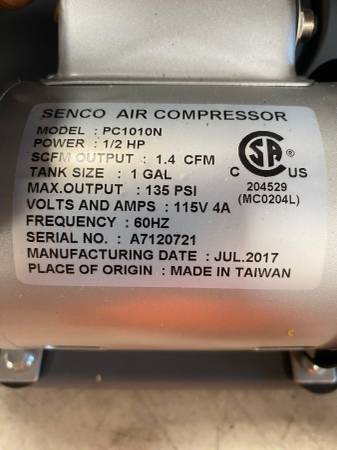 SENCO AIR COMPRESSOR
MODEL : PC1010N
POWER : 1/2 HP
SCFM OUTPUT : 1.4 CFM
TANK SIZE : 1 GAL
MAX.OUTPUT : 135 PSI
VOLTS AND AMPS : 115V 4A
FREQUENCY : 60HZ
SERIAL NO. : A7120721
MANUFACTURING DATE : JUL.2017
PLACE OF ORIGIN : MADE IN TAIWAN
CSA
C US
204529
(MC0204L)